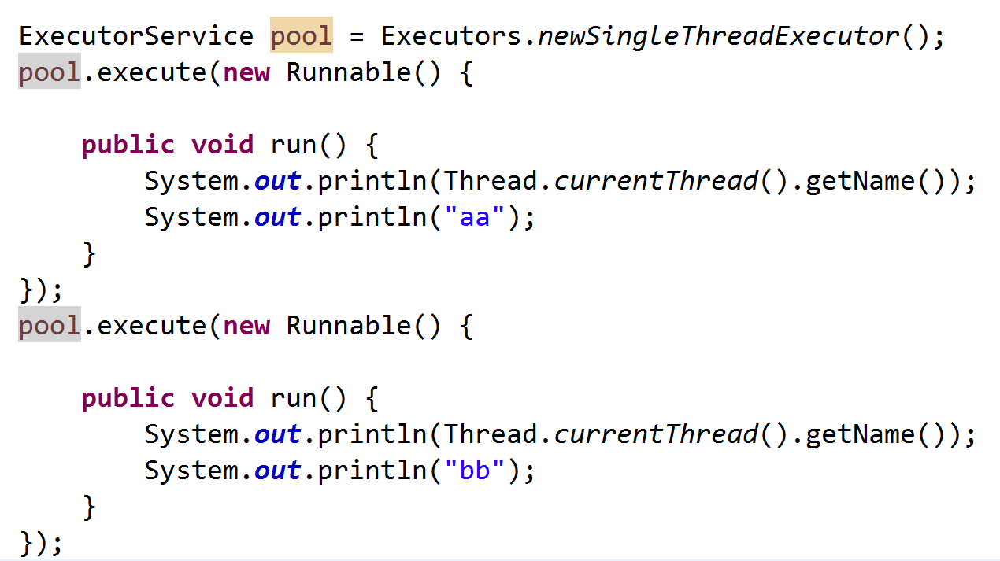 ExecutorService pool = Executors.newSingleThreadExecutor();
pool.execute(new Runnable() {
    public void run() {
        System.out.println(Thread.currentThread().getName());
        System.out.println("aa");
    }
});
pool.execute(new Runnable() {
    public void run() {
        System.out.println(Thread.currentThread().getName());
        System.out.println("bb");
    }
});